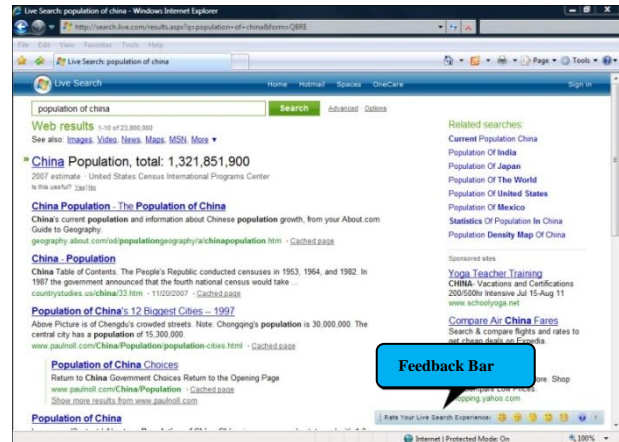 Live Search: population of china - Windows Internet Explorer
http://search.live.com/results.aspx?q=population+of+china&form=QBRE
File Edit View Favorites Tools Help
Live Search: population of china
Page Tools
Live Search
Home Hotmail Spaces OneCare
Sign in
population of china
Search
Advanced · Options
Web results 1-10 of 23,800,000
See also: Images, Video, News, Maps, MSN, More
China Population, total: 1,321,851,900
2007 estimate · United States Census International Programs Center
Is this useful? Yes | No
China Population - The Population of China
China's current population and information about Chinese population growth, from your About.com
Guide to Geography.
geography.about.com/od/populationgeography/a/chinapopulation.htm · Cached page
China - Population
China Table of Contents. The People's Republic conducted censuses in 1953, 1964, and 1982. In
1987 the government announced that the fourth national census would take ...
countrystudies.us/china/33.htm · 11/20/2007 · Cached page
Population of China's 12 Biggest Cities – 1997
Above Picture is of Chengdu's crowded streets. Note: Chongqing's population is 30,000,000. The
central city has a population of 15,300,000.
www.paulnoll.com/China/Population/population-cities.html · Cached page
Population of China Choices
Return to China Government Choices Return to the Opening
Page
www.paulnoll.com/China/Population · Cached page
Show more results from www.paulnoll.com
Population of China
Related searches:
Current Population China
Population Of India
Population Of Japan
Population Of The World
Population Of United States
Population Of Mexico
Statistics Of Population In China
Population Density Map Of China
Sponsored sites
Yoga Teacher Training
CHINA- Vacations and Certifications
200/500hr Intensive Jul 15-Aug 11
www.schoolyoga.net
Compare Air China Fares
Search & compare flights and rates to
get cheap deals on Expedia.
ore. Shop
Low Prices.
shopping.yahoo.com
Feedback Bar
Rate Your Live Search Experience:
Internet | Protected Mode: On
100%